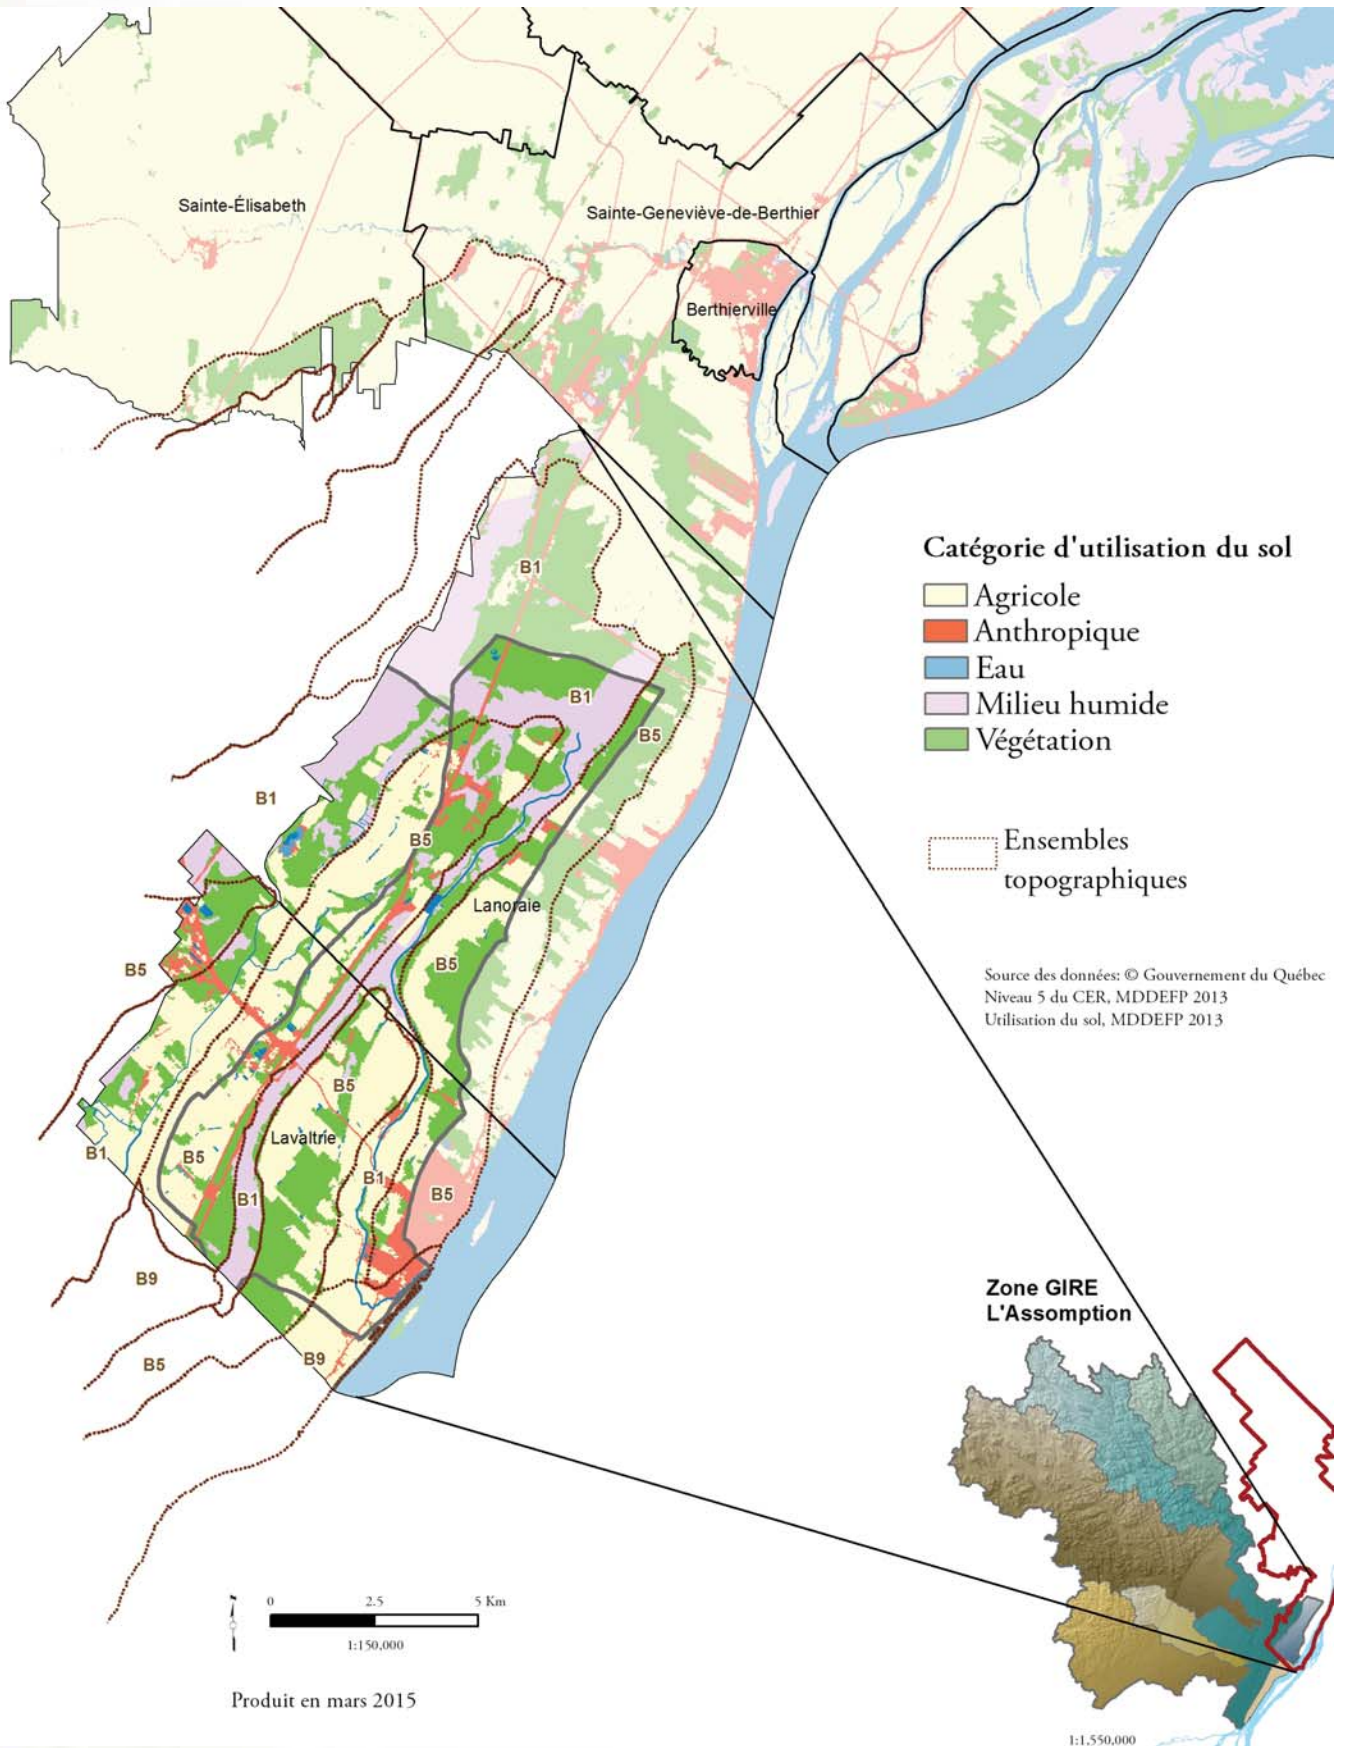 Sainte-Élisabeth
Sainte-Geneviève-de-Berthier
Berthierville
B1
B1
B5
B1
B5
Lanoraie
B5
B5
B5
Lavaltrie
B1
B5
B1
B1
B5
B9
B5
B9
Catégorie d'utilisation du sol
Agricole
Anthropique
Eau
Milieu humide
Végétation
Ensembles
topographiques
Source des données: © Gouvernement du Québec
Niveau 5 du CER, MDDEFP 2013
Utilisation du sol, MDDEFP 2013
Zone GIRE
L'Assomption
0 2.5 5 Km
1:150,000
Produit en mars 2015
1:1,550,000